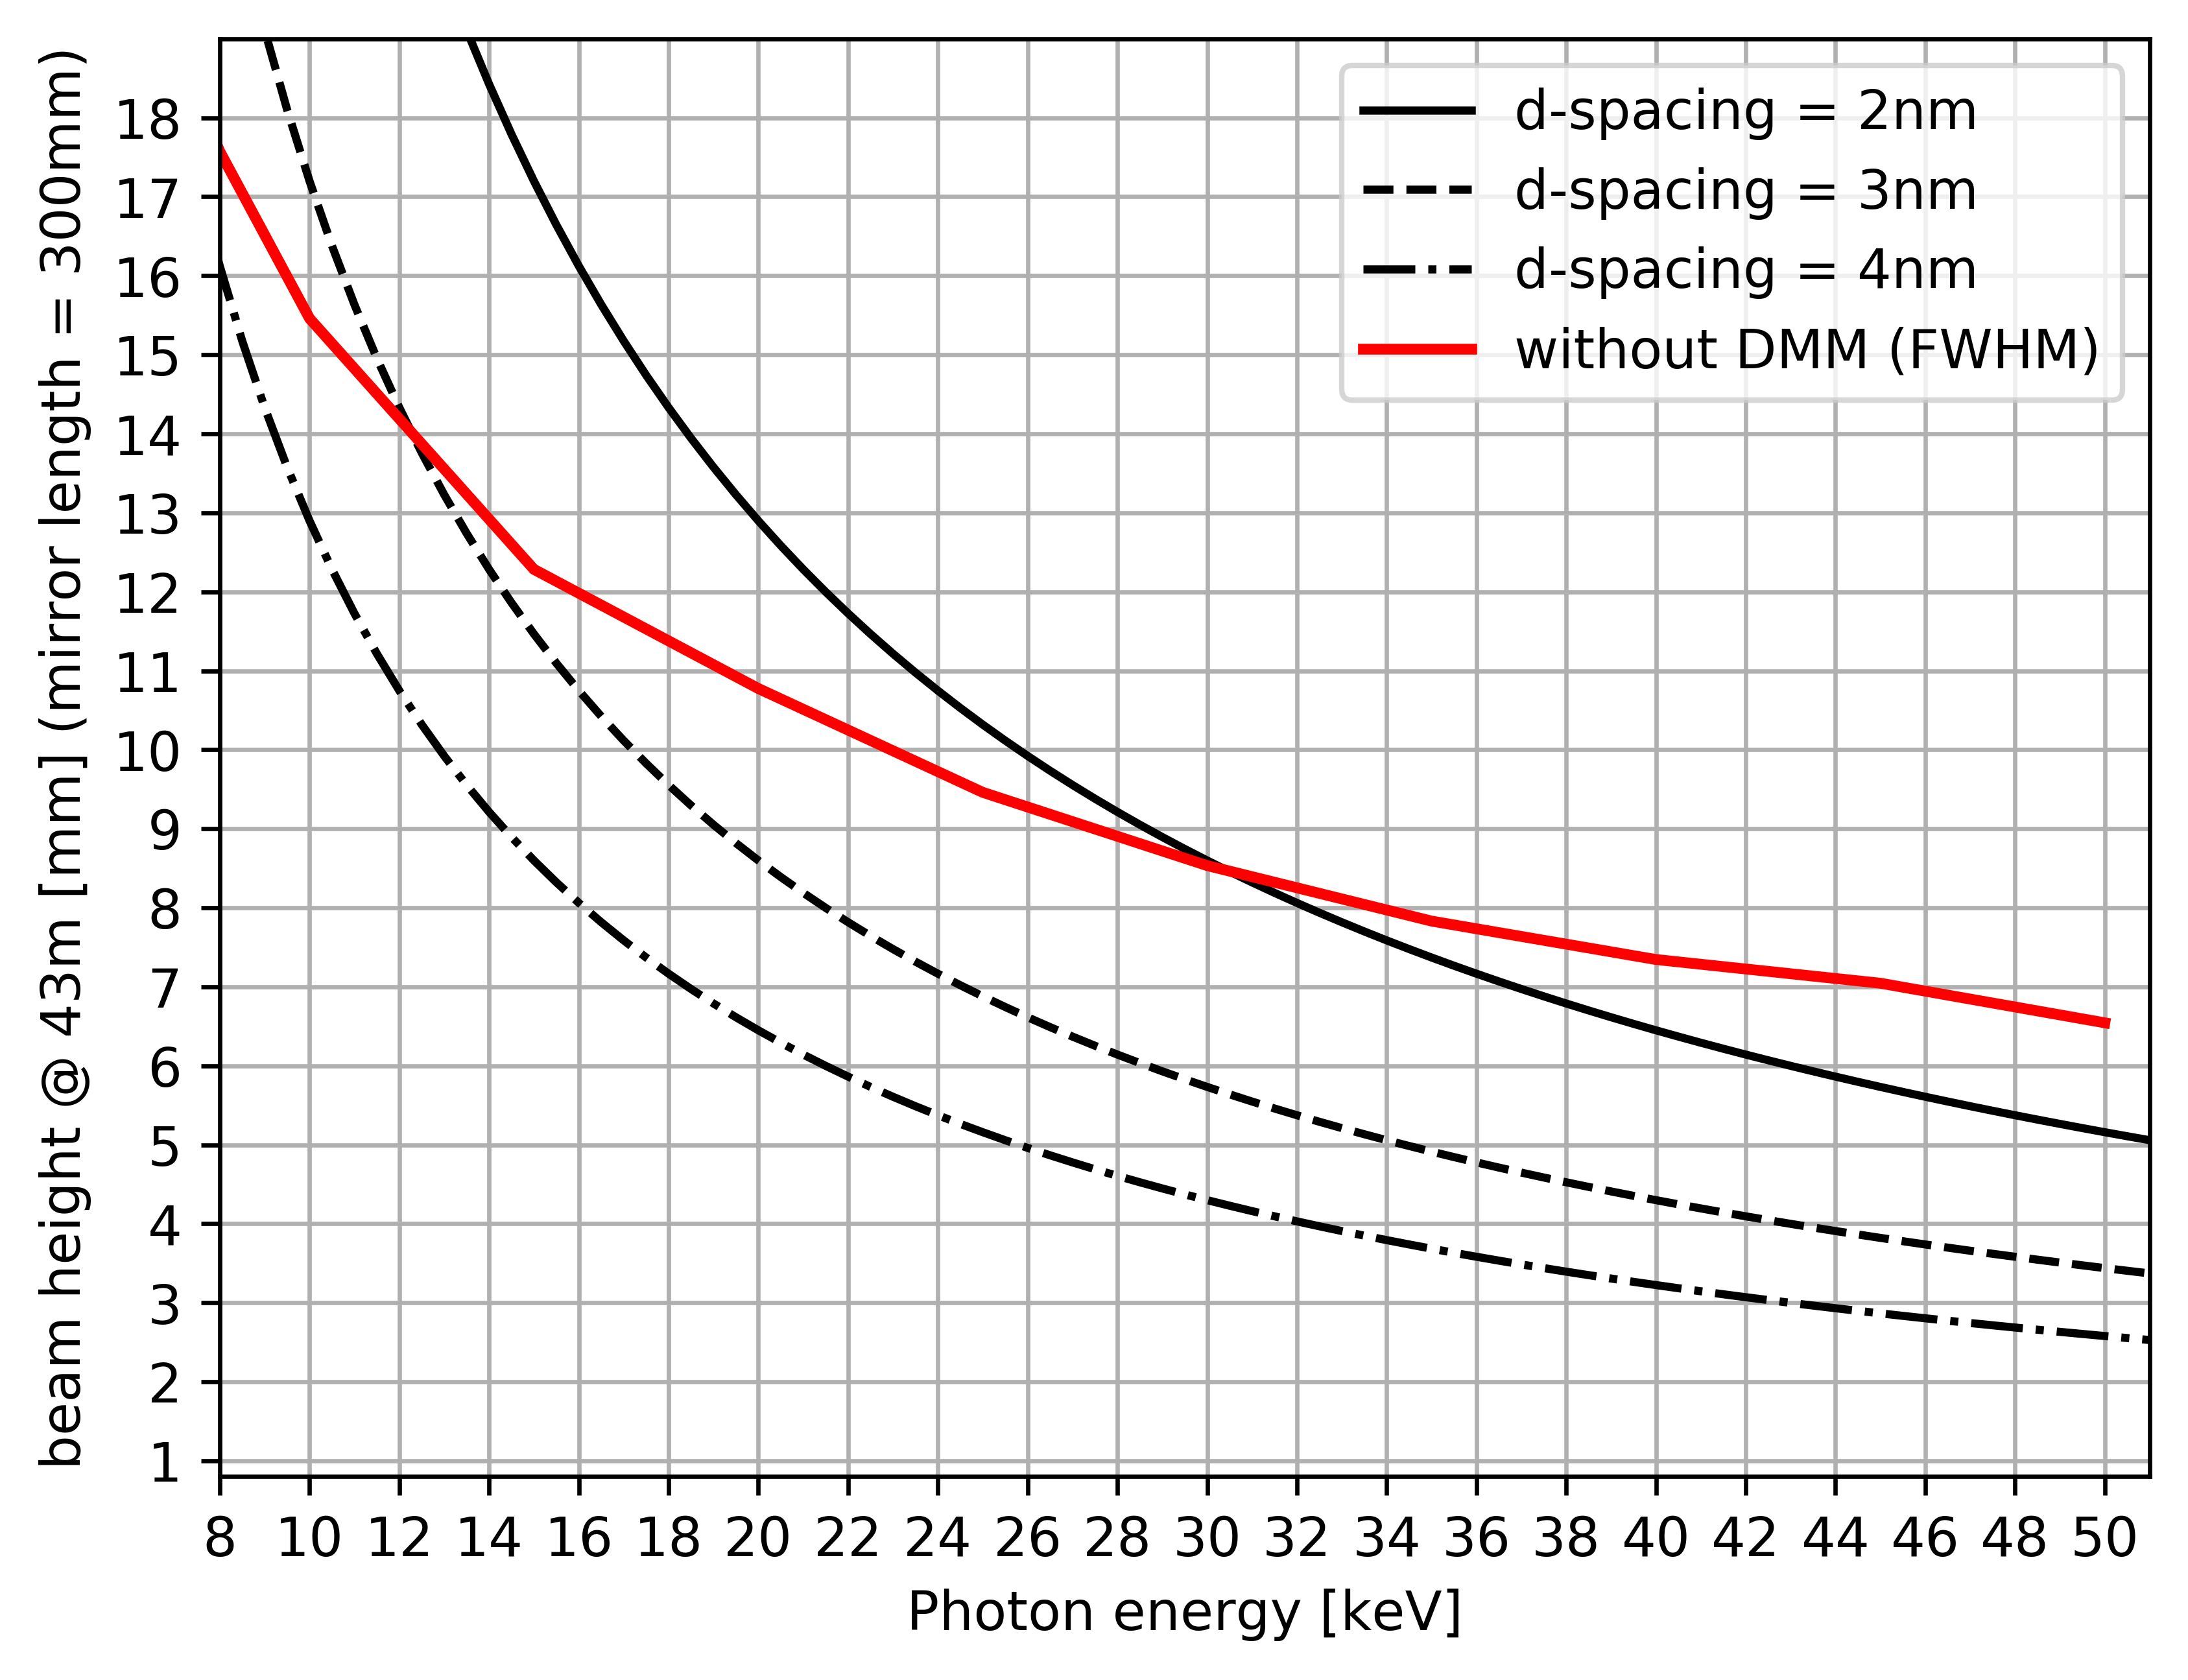 beam height @ 43m [mm] (mirror length = 300mm)
18
17
16
15
14
13
12
11
10
9
8
7
6
5
4
3
2
1
d-spacing = 2nm
d-spacing = 3nm
d-spacing = 4nm
without DMM (FWHM)
8 10 12 14 16 18 20 22 24 26 28 30 32 34 36 38 40 42 44 46 48 50
Photon energy [keV]